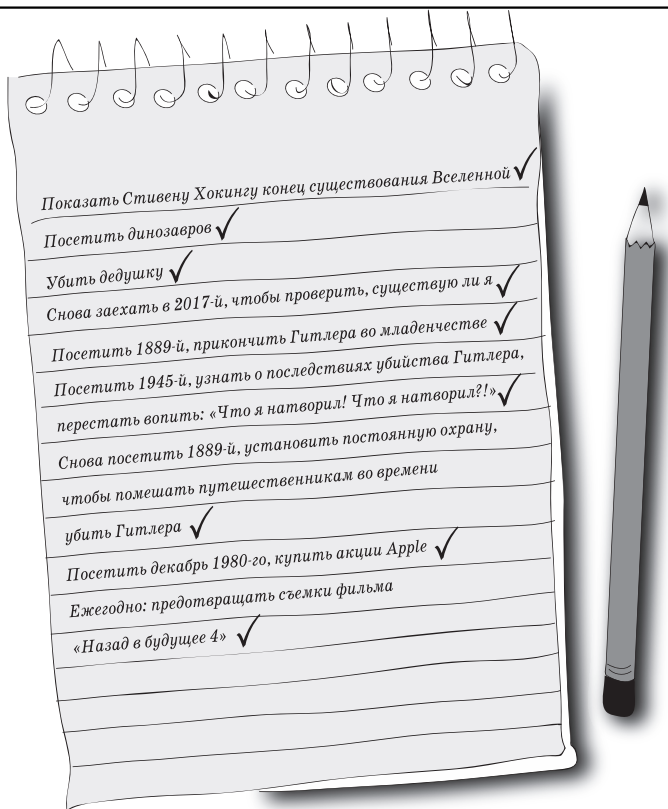 Показать Стивену Хокингу конец существования Вселенной ✓
Посетить динозавров ✓
Убить дедушку ✓
Снова заехать в 2017-й, чтобы проверить, существую ли я ✓
Посетить 1889-й, прикончить Гитлера во младенчестве ✓
Посетить 1945-й, узнать о последствиях убийства Гитлера,
перестать вопить: «Что я натворил! Что я натворил?!» ✓
Снова посетить 1889-й, установить постоянную охрану,
чтобы помешать путешественникам во времени
убить Гитлера ✓
Посетить декабрь 1980-го, купить акции Apple ✓
Ежегодно: предотвращать съемки фильма
«Назад в будущее 4» ✓